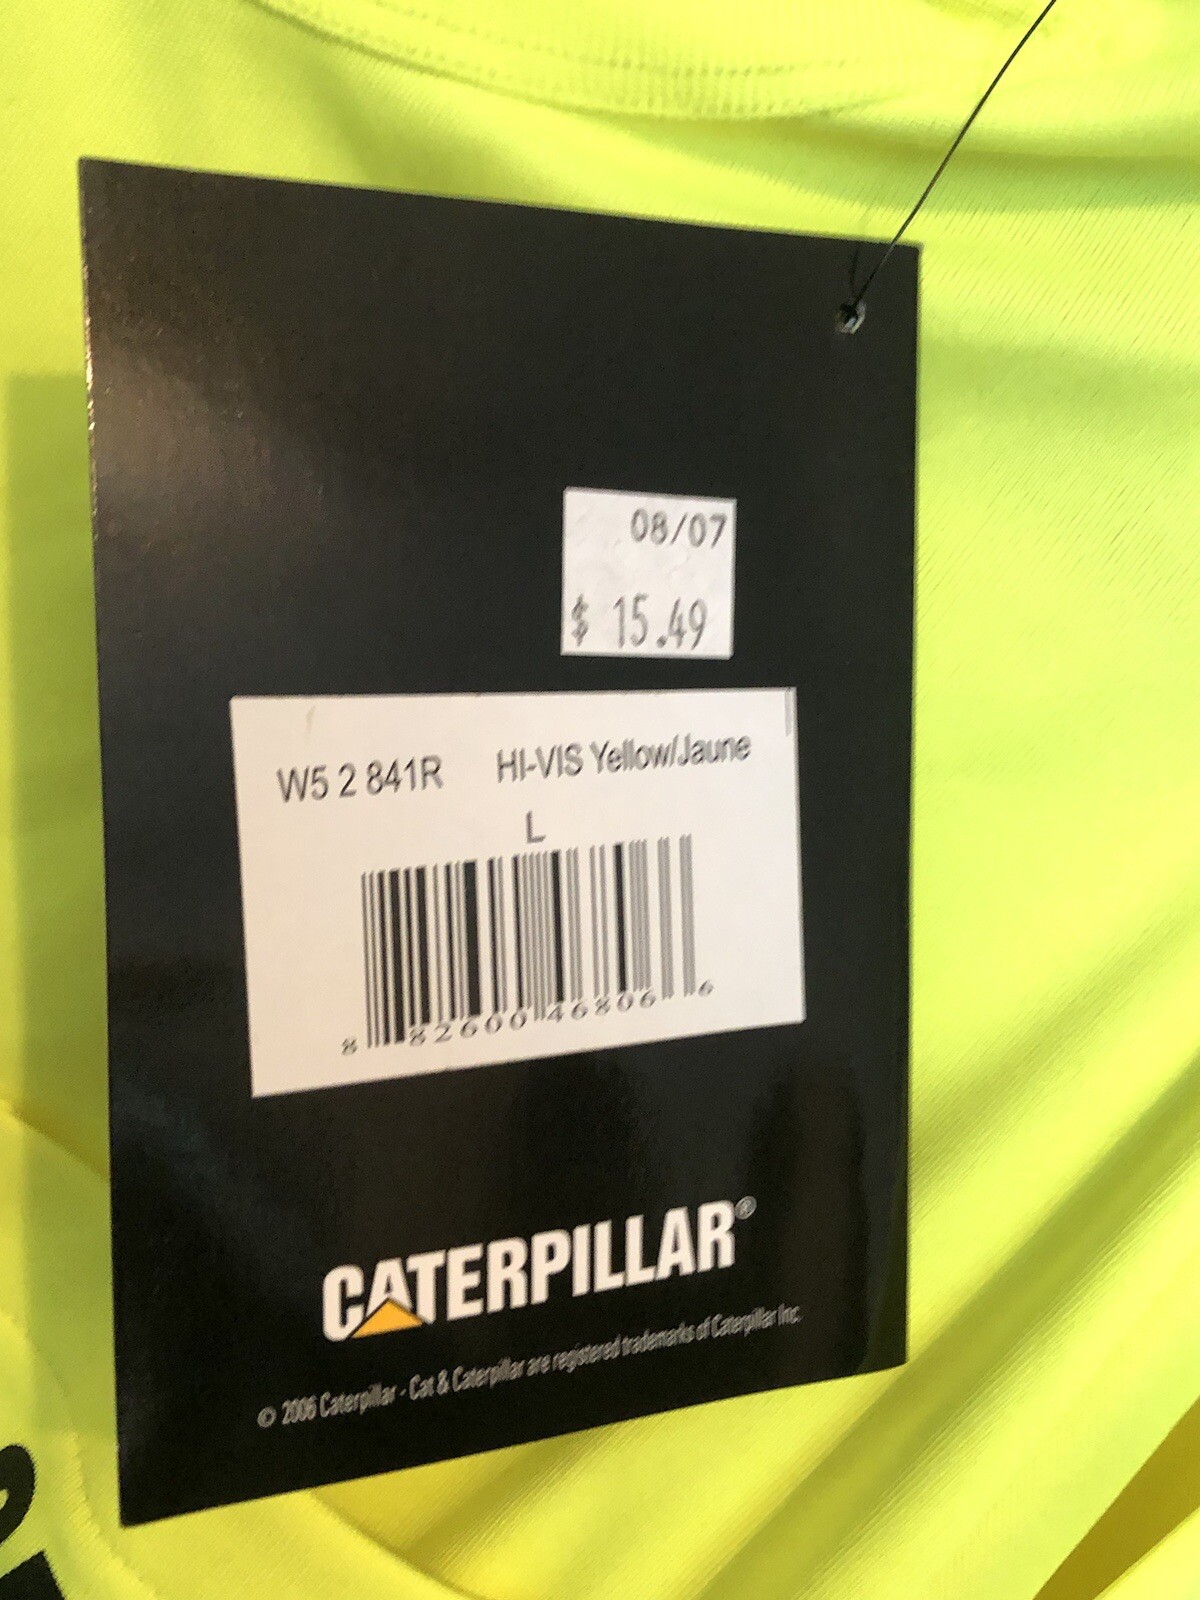 08/07
$ 15.49
W5 2 841R HI-VIS Yellow/Jaune
L
8 82600 46806 6
CATERPILLAR®
© 2006 Caterpillar - Cat & Caterpillar are registered trademarks of Caterpillar Inc.